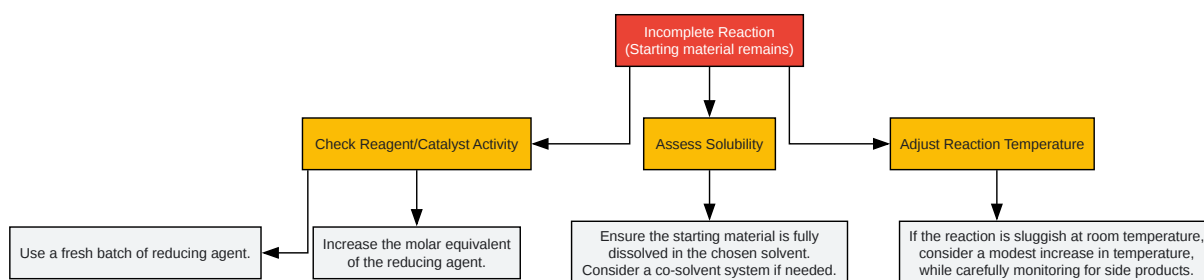 Incomplete Reaction
(Starting material remains)
Check Reagent/Catalyst Activity
Assess Solubility
Adjust Reaction Temperature
Use a fresh batch of reducing agent.
Increase the molar equivalent
of the reducing agent.
Ensure the starting material is fully
dissolved in the chosen solvent.
Consider a co-solvent system if needed.
If the reaction is sluggish at room temperature,
consider a modest increase in temperature,
while carefully monitoring for side products.